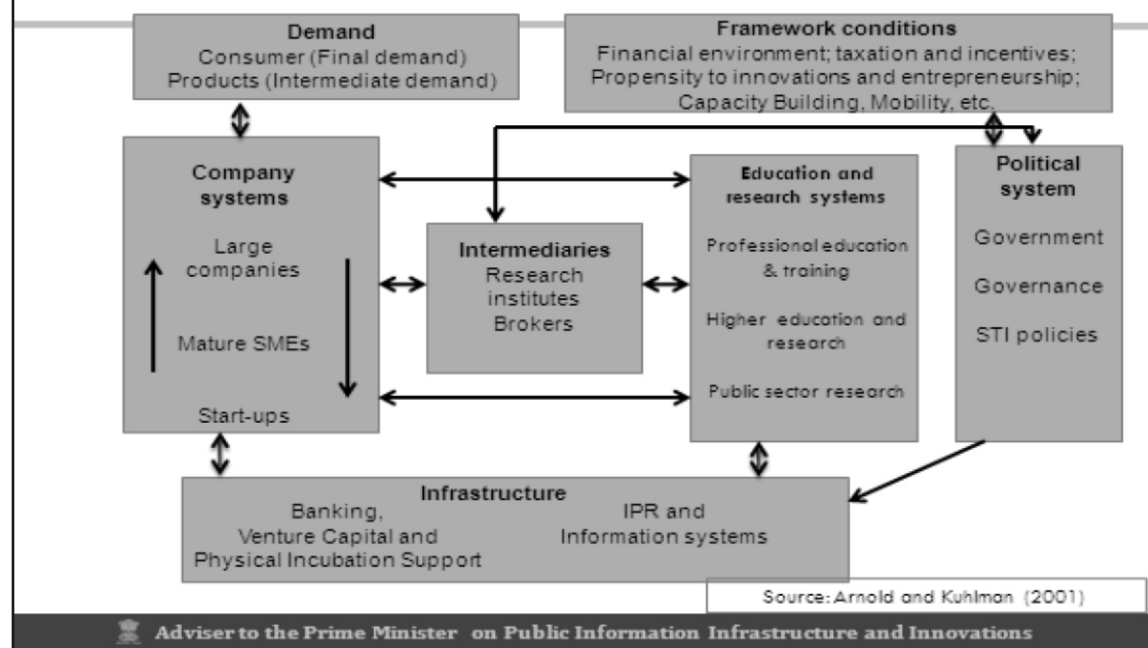 Demand
Consumer (Final demand)
Products (Intermediate demand)
Framework conditions
Financial environment; taxation and incentives;
Propensity to innovations and entrepreneurship;
Capacity Building, Mobility, etc.
Company
systems
Large
companies
Mature SMEs
Start-ups
Intermediaries
Research
institutes
Brokers
Education and
research systems
Professional education
& training
Higher education and
research
Public sector research
Political
system
Government
Governance
STI policies
Infrastructure
Banking,
Venture Capital and
Physical Incubation Support
IPR and
Information systems
Source: Arnold and Kuhlman (2001)
Adviser to the Prime Minister on Public Information Infrastructure and Innovations